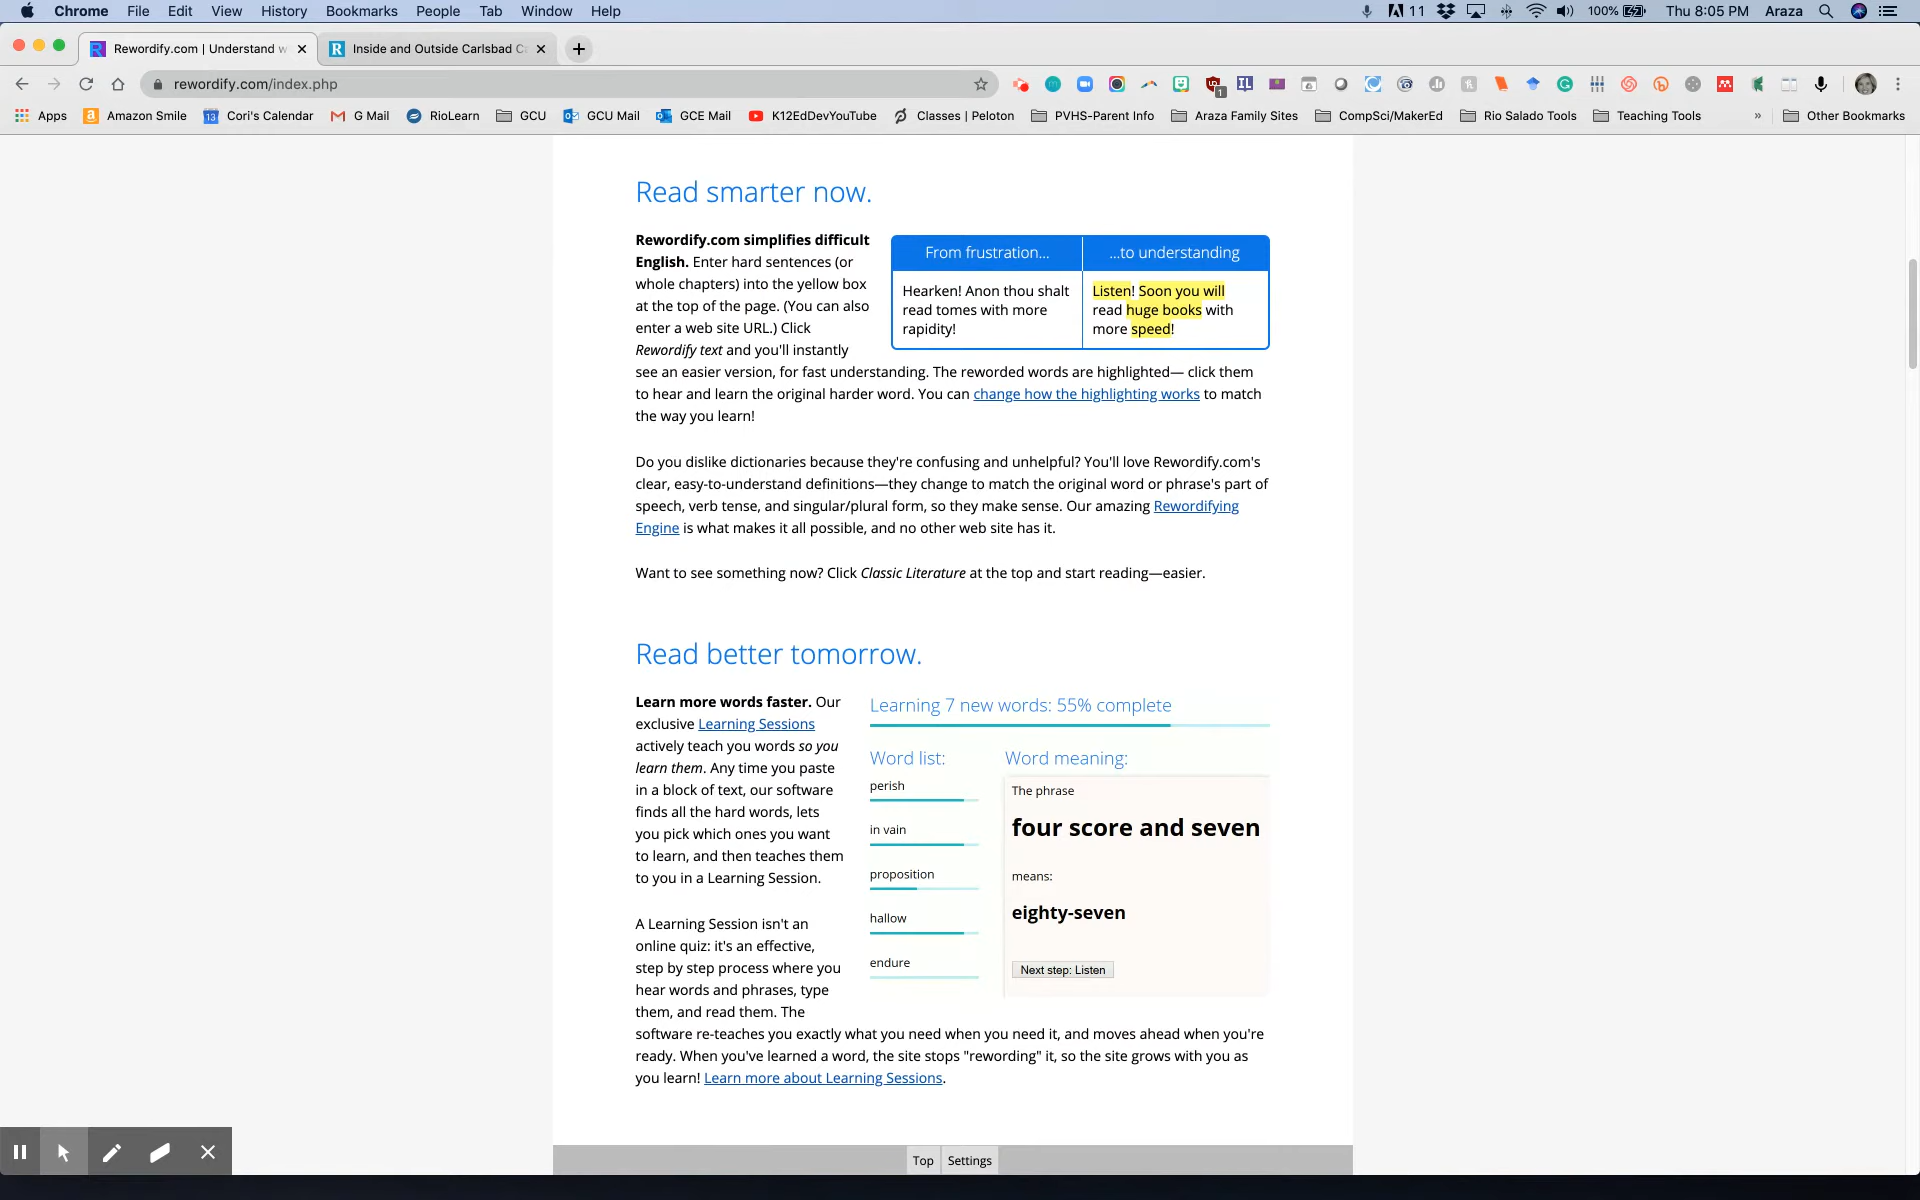 Chrome File Edit View History Bookmarks People Tab Window Help 11 100% Thu 8:05 PM Araza
Rewordify.com | Understand w Inside and Outside Carlsbad C
rewordify.com/index.php
1
Apps Amazon Smile 13 Cori's Calendar G Mail RioLearn GCU GCU Mail GCE Mail K12EdDevYouTube Classes | Peloton PVHS-Parent Info Araza Family Sites CompSci/MakerEd Rio Salado Tools Teaching Tools » Other Bookmarks
Read smarter now.
Rewordify.com simplifies difficult
English. Enter hard sentences (or
whole chapters) into the yellow box
at the top of the page. (You can also
enter a web site URL.) Click
Rewordify text and you'll instantly
From frustration... ...to understanding
Hearken! Anon thou shalt
read tomes with more
rapidity!
Listen! Soon you will
read huge books with
more speed!
see an easier version, for fast understanding. The reworded words are highlighted— click them
to hear and learn the original harder word. You can change how the highlighting works to match
the way you learn!
Do you dislike dictionaries because they're confusing and unhelpful? You'll love Rewordify.com's
clear, easy-to-understand definitions—they change to match the original word or phrase's part of
speech, verb tense, and singular/plural form, so they make sense. Our amazing Rewordifying
Engine is what makes it all possible, and no other web site has it.
Want to see something now? Click Classic Literature at the top and start reading—easier.
Read better tomorrow.
Learn more words faster. Our
exclusive Learning Sessions
actively teach you words so you
learn them. Any time you paste
in a block of text, our software
finds all the hard words, lets
you pick which ones you want
to learn, and then teaches them
to you in a Learning Session.
A Learning Session isn't an
online quiz: it's an effective,
step by step process where you
hear words and phrases, type
them, and read them. The
Learning 7 new words: 55% complete
Word list:
perish
in vain
proposition
hallow
endure
Word meaning:
The phrase
four score and seven
means:
eighty-seven
Next step: Listen
software re-teaches you exactly what you need when you need it, and moves ahead when you're
ready. When you've learned a word, the site stops "rewording" it, so the site grows with you as
you learn! Learn more about Learning Sessions.
Top Settings